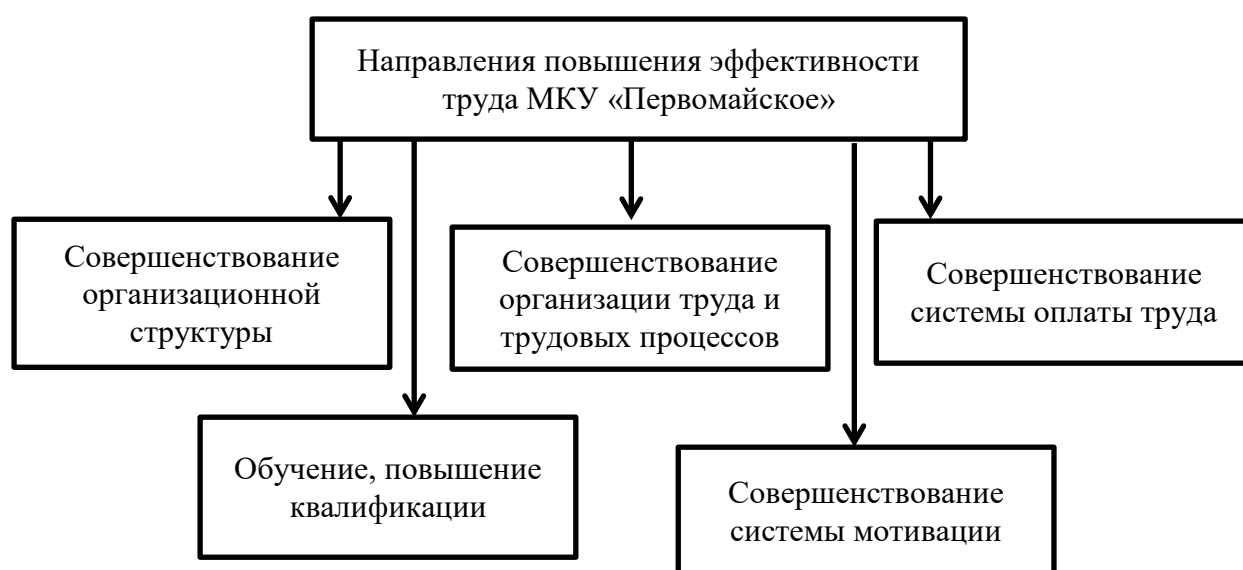 Направления повышения эффективности
труда МКУ «Первомайское»
Совершенствование
организационной
структуры
Совершенствование
организации труда и
трудовых процессов
Совершенствование
системы оплаты труда
Обучение, повышение
квалификации
Совершенствование
системы мотивации